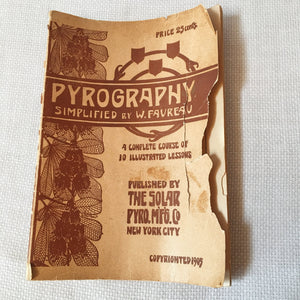 PRICE 25 cents
PYROGRAPHY
SIMPLIFIED BY W. FAVREAU
A COMPLETE COURSE OF
10 ILLUSTRATED LESSONS
PUBLISHED BY
THE SOLAR
PYRO. MFG. CO
NEW YORK CITY
COPYRIGHTED 1905